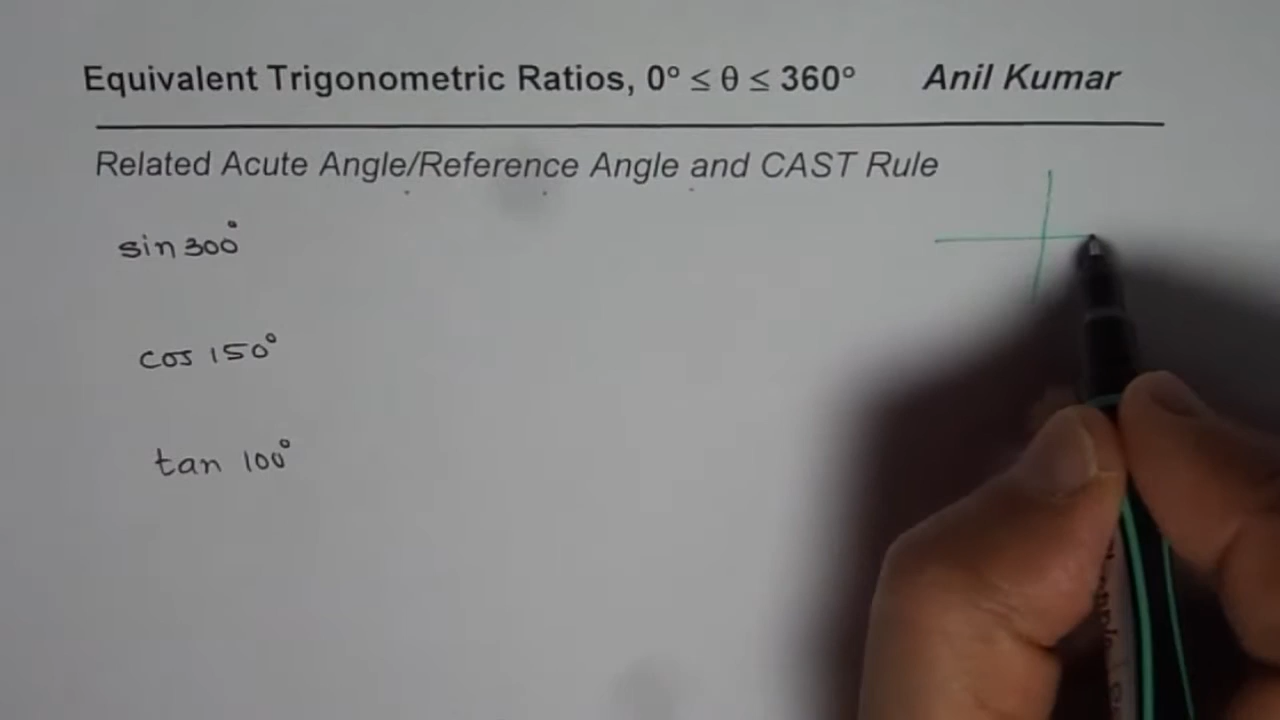 Equivalent Trigonometric Ratios, 0° ≤ θ ≤ 360° Anil Kumar
Related Acute Angle/Reference Angle and CAST Rule
sin 300°
cos 150°
tan 100°